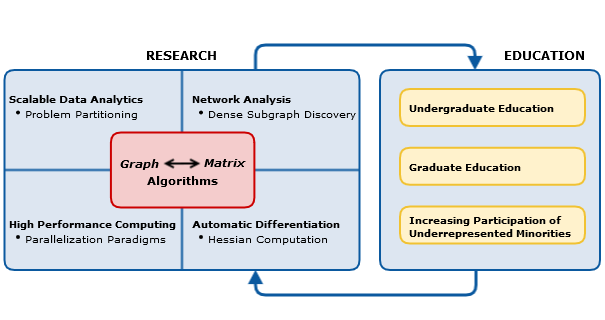 RESEARCH
EDUCATION
Scalable Data Analytics
• Problem Partitioning
Network Analysis
• Dense Subgraph Discovery
Graph ↔ Matrix
Algorithms
High Performance Computing
• Parallelization Paradigms
Automatic Differentiation
• Hessian Computation
Undergraduate Education
Graduate Education
Increasing Participation of
Underrepresented Minorities